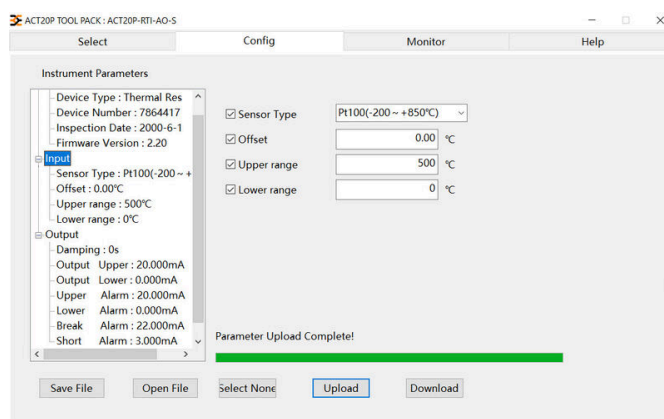 ACT20P TOOL PACK : ACT20P-RTI-AO-S
Select Config Monitor Help
Instrument Parameters
Device Type : Thermal Res
Device Number : 7864417
Inspection Date : 2000-6-1
Firmware Version : 2.20
Input
Sensor Type : Pt100(-200 ~ +
Offset : 0.00℃
Upper range : 500℃
Lower range : 0℃
Output
Damping : 0s
Output Upper : 20.000mA
Output Lower : 0.000mA
Upper Alarm : 20.000mA
Lower Alarm : 0.000mA
Break Alarm : 22.000mA
Short Alarm : 3.000mA
Sensor Type Pt100(-200 ~ +850℃)
Offset 0.00 ℃
Upper range 500 ℃
Lower range 0 ℃
Parameter Upload Complete!
Save File Open File Select None Upload Download